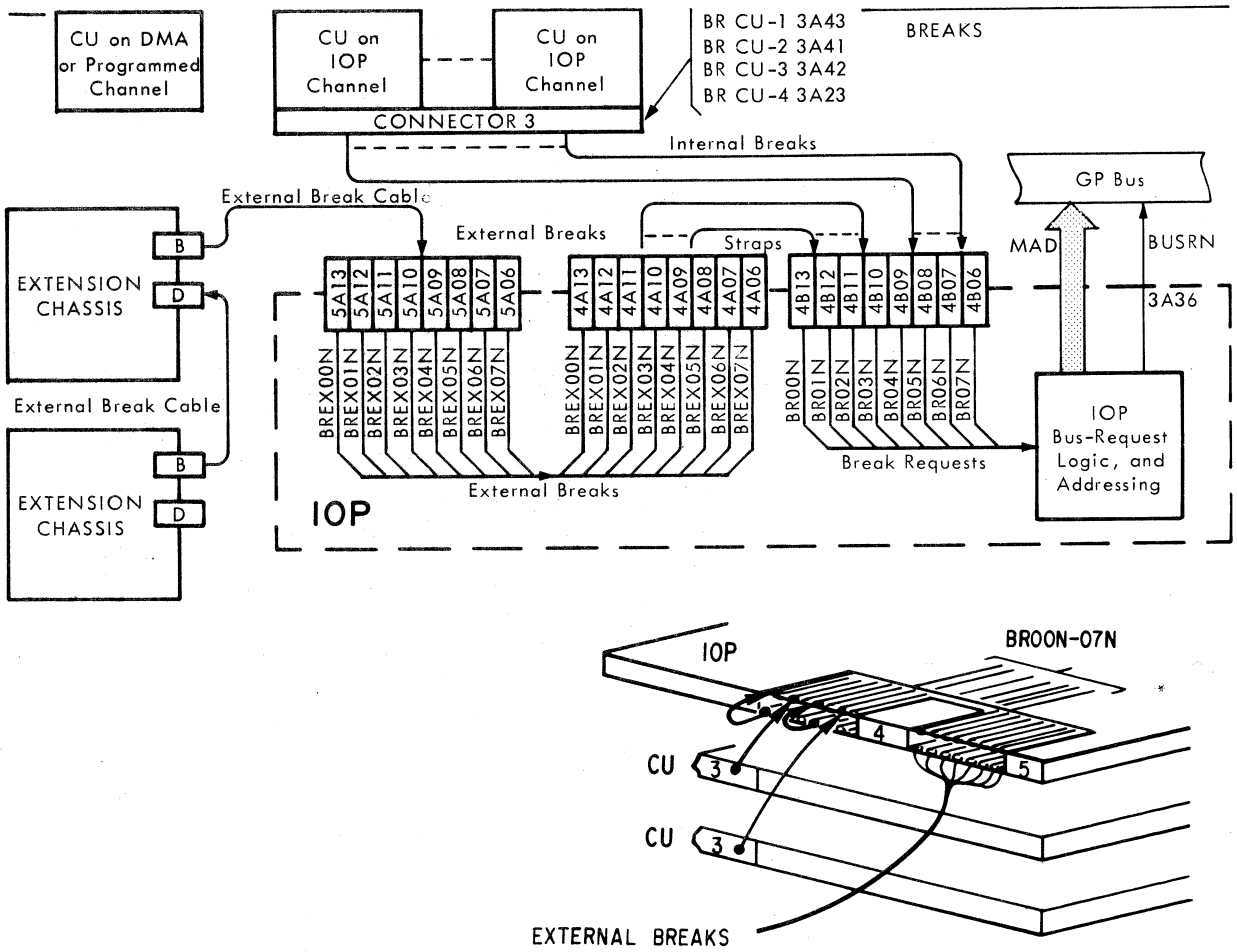 CU on DMA
or Programmed
Channel
CU on
IOP
Channel
CU on
IOP
Channel
CONNECTOR 3
BR CU-1 3A43
BR CU-2 3A41
BR CU-3 3A42
BR CU-4 3A23
BREAKS
Internal Breaks
GP Bus
External Break Cable
External Breaks
Straps
MAD
BUSRN
3A36
EXTENSION
CHASSIS
B
D
5A13
5A12
5A11
5A10
5A09
5A08
5A07
5A06
4A13
4A12
4A11
4A10
4A09
4A08
4A07
4A06
4B13
4B12
4B11
4B10
4B09
4B08
4B07
4B06
BREX00N
BREX01N
BREX02N
BREX03N
BREX04N
BREX05N
BREX06N
BREX07N
BREX00N
BREX01N
BREX02N
BREX03N
BREX04N
BREX05N
BREX06N
BREX07N
BR00N
BR01N
BR02N
BR03N
BR04N
BR05N
BR06N
BR07N
IOP
Bus-Request
Logic, and
Addressing
External Break Cable
EXTENSION
CHASSIS
B
D
External Breaks
Break Requests
IOP
IOP
BR00N-07N
4
5
CU
3
CU
3
EXTERNAL BREAKS